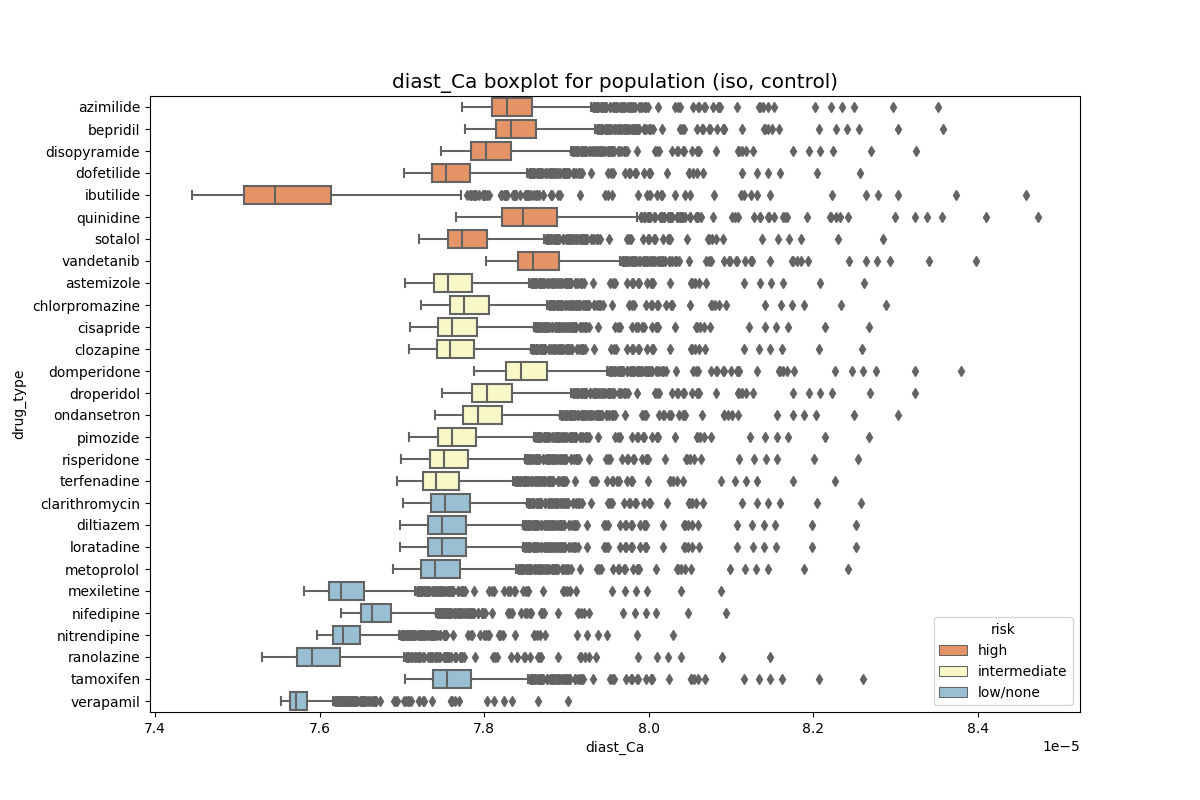 diast_Ca boxplot for population (iso, control)
drug_type
azimilide
bepridil
disopyramide
dofetilide
ibutilide
quinidine
sotalol
vandetanib
astemizole
chlorpromazine
cisapride
clozapine
domperidone
droperidol
ondansetron
pimozide
risperidone
terfenadine
clarithromycin
diltiazem
loratadine
metoprolol
mexiletine
nifedipine
nitrendipine
ranolazine
tamoxifen
verapamil
risk
high
intermediate
low/none
7.4 7.6 7.8 8.0 8.2 8.4
diast_Ca
1e−5